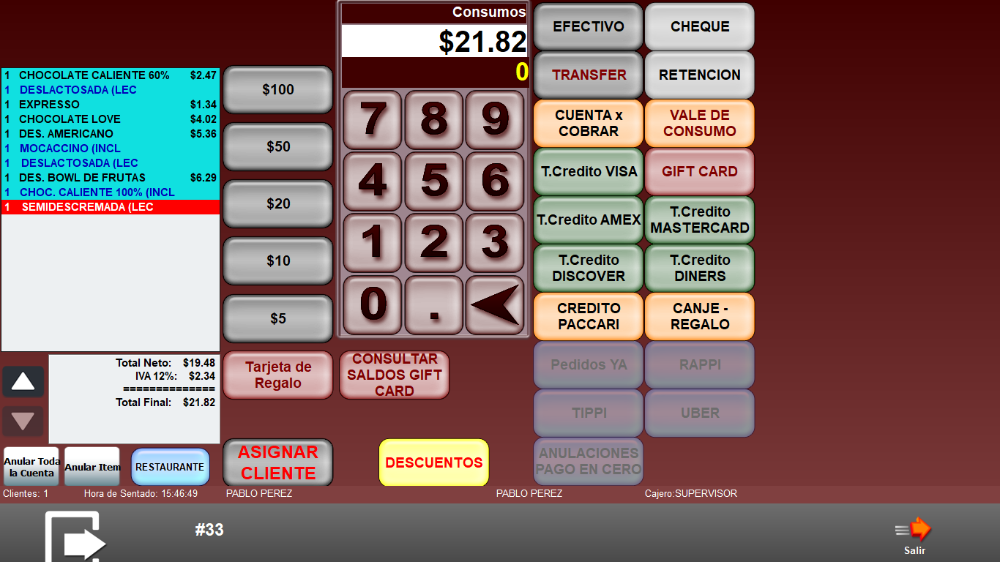 Consumos
$21.82
0
1 CHOCOLATE CALIENTE 60% $2.47
1 DESLACTOSADA (LEC
1 EXPRESSO $1.34
1 CHOCOLATE LOVE $4.02
1 DES. AMERICANO $5.36
1 MOCACCINO (INCL
1 DESLACTOSADA (LEC
1 DES. BOWL DE FRUTAS $6.29
1 CHOC. CALIENTE 100% (INCL
1 SEMIDESCREMADA (LEC
Total Neto: $19.48
IVA 12%: $2.34
==============
Total Final: $21.82
Anular Toda
la Cuenta
Anular Item
RESTAURANTE
$100
$50
$20
$10
$5
Tarjeta de
Regalo
ASIGNAR
CLIENTE
7 8 9
4 5 6
1 2 3
0 .
CONSULTAR
SALDOS GIFT
CARD
DESCUENTOS
EFECTIVO
CHEQUE
TRANSFER
RETENCION
CUENTA x
COBRAR
VALE DE
CONSUMO
T.Credito VISA
GIFT CARD
T.Credito AMEX
T.Credito
MASTERCARD
T.Credito
DISCOVER
T.Credito
DINERS
CREDITO
PACCARI
CANJE -
REGALO
Pedidos YA
RAPPI
TIPPI
UBER
ANULACIONES
PAGO EN CERO
Clientes: 1
Hora de Sentado: 15:46:49
PABLO PEREZ
PABLO PEREZ
Cajero:SUPERVISOR
#33
Salir